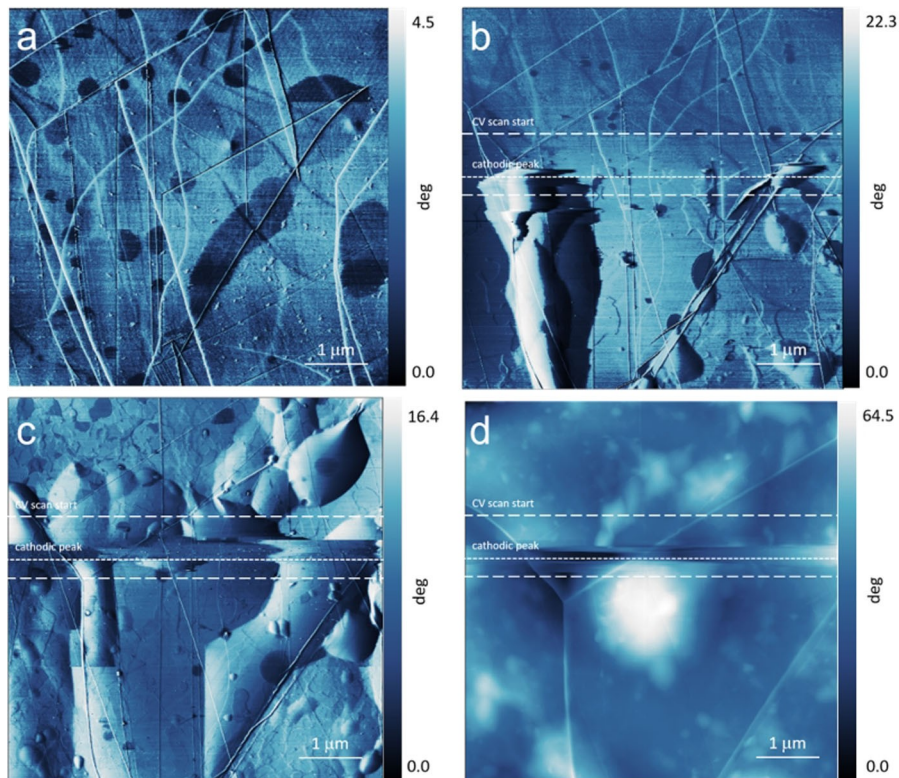 a
4.5
deg
0.0
1 μm
b
22.3
CV scan start
cathodic peak
deg
0.0
1 μm
c
16.4
CV scan start
cathodic peak
deg
0.0
1 μm
d
64.5
CV scan start
cathodic peak
deg
0.0
1 μm